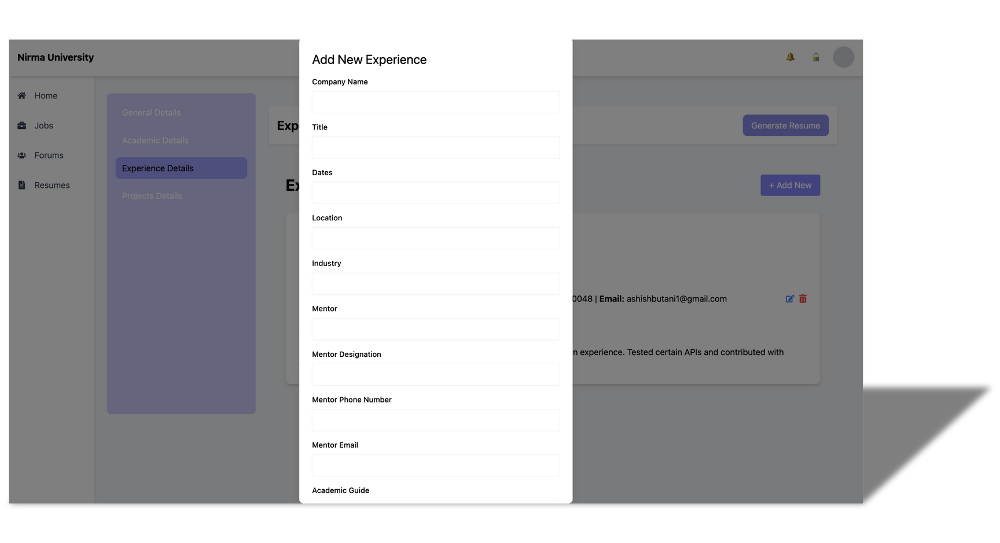 Nirma University
Home
Jobs
Forums
Resumes
General Details
Academic Details
Experience Details
Projects Details
Generate Resume
+ Add New
0048 | Email: ashishbutani1@gmail.com
n experience. Tested certain APIs and contributed with
Add New Experience
Company Name
Title
Dates
Location
Industry
Mentor
Mentor Designation
Mentor Phone Number
Mentor Email
Academic Guide